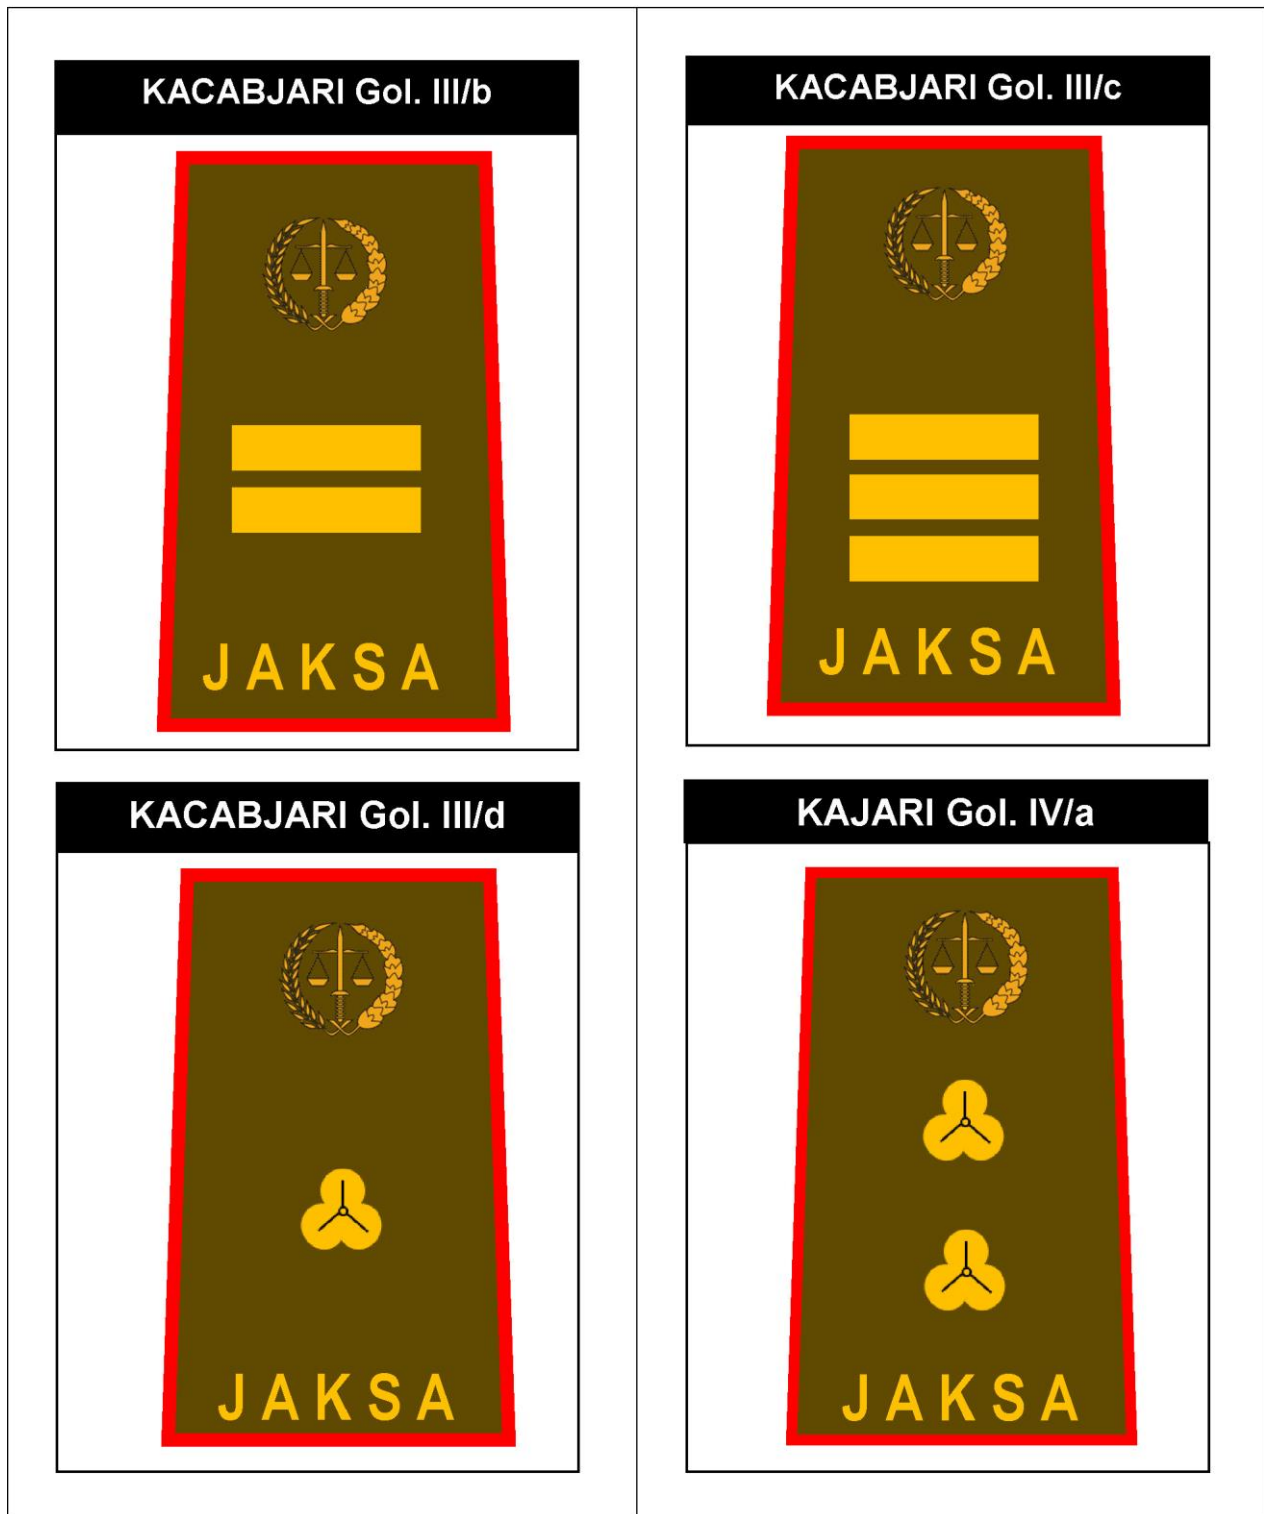 KACABJARI Gol. III/b
JAKSA
KACABJARI Gol. III/c
JAKSA
KACABJARI Gol. III/d
JAKSA
KAJARI Gol. IV/a
JAKSA